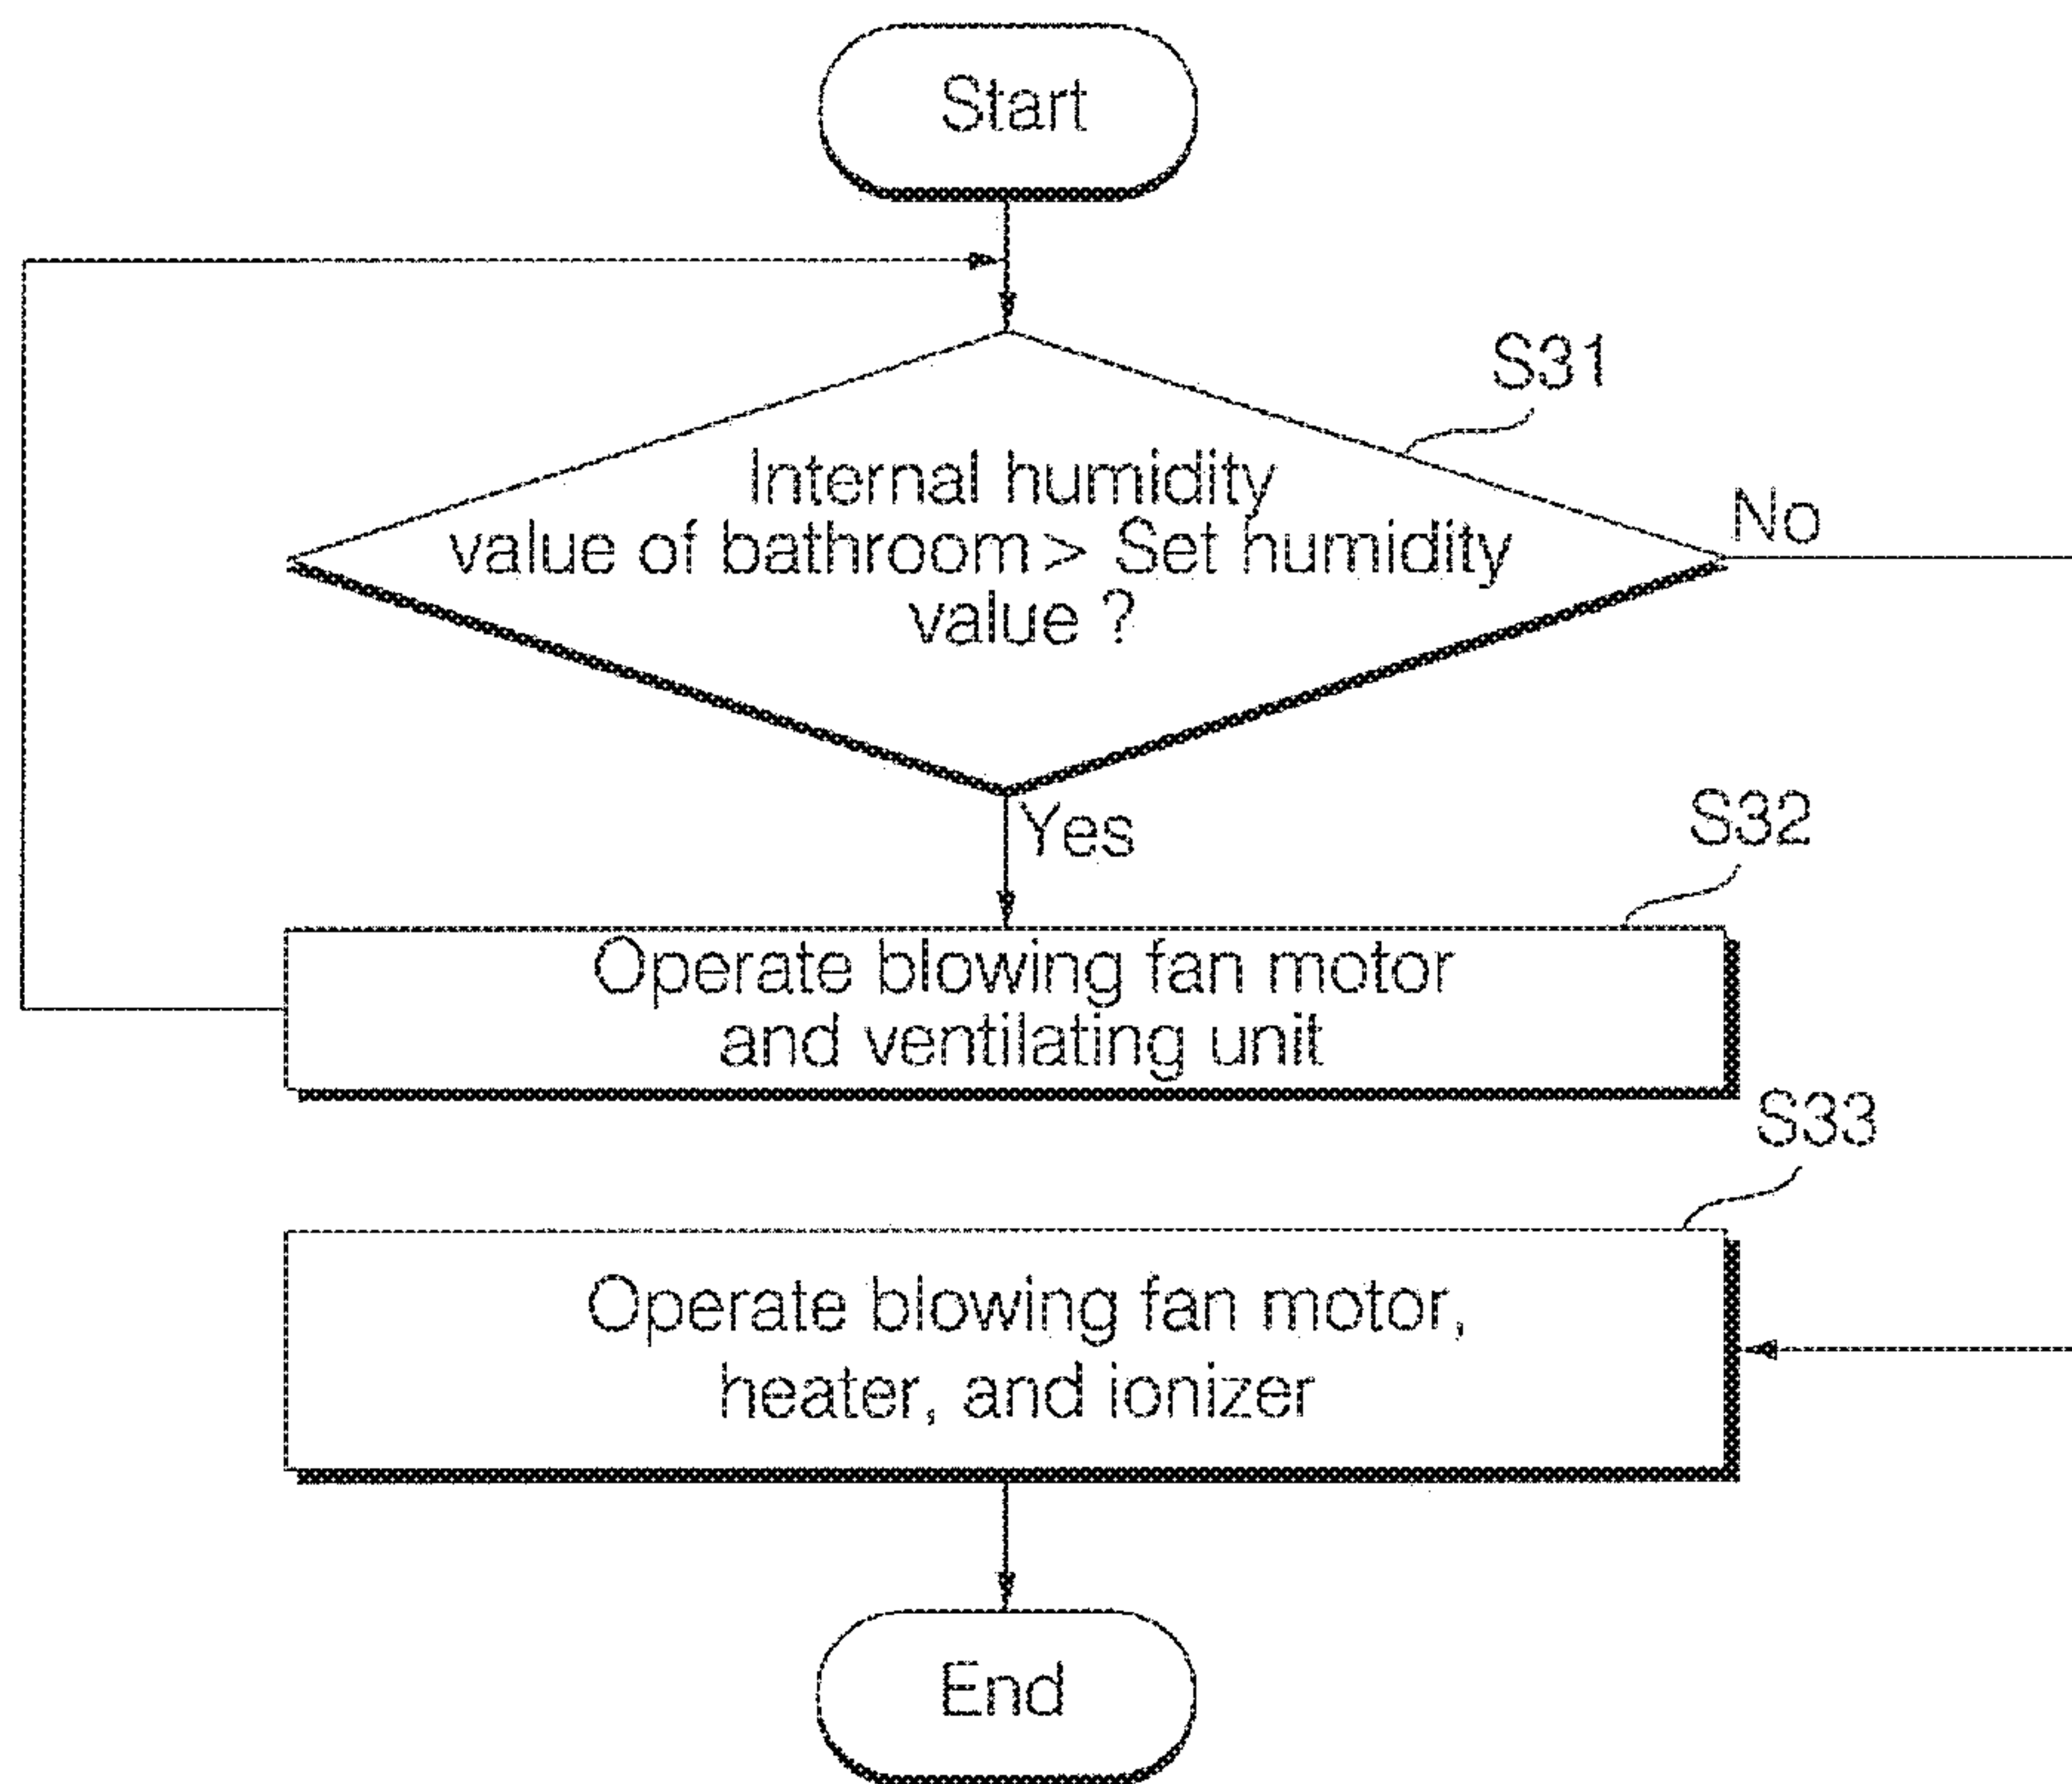 Start
S31
Internal humidity
value of bathroom > Set humidity
value ?
No
Yes
S32
Operate blowing fan motor
and ventilating unit
S33
Operate blowing fan motor,
heater, and ionizer
End